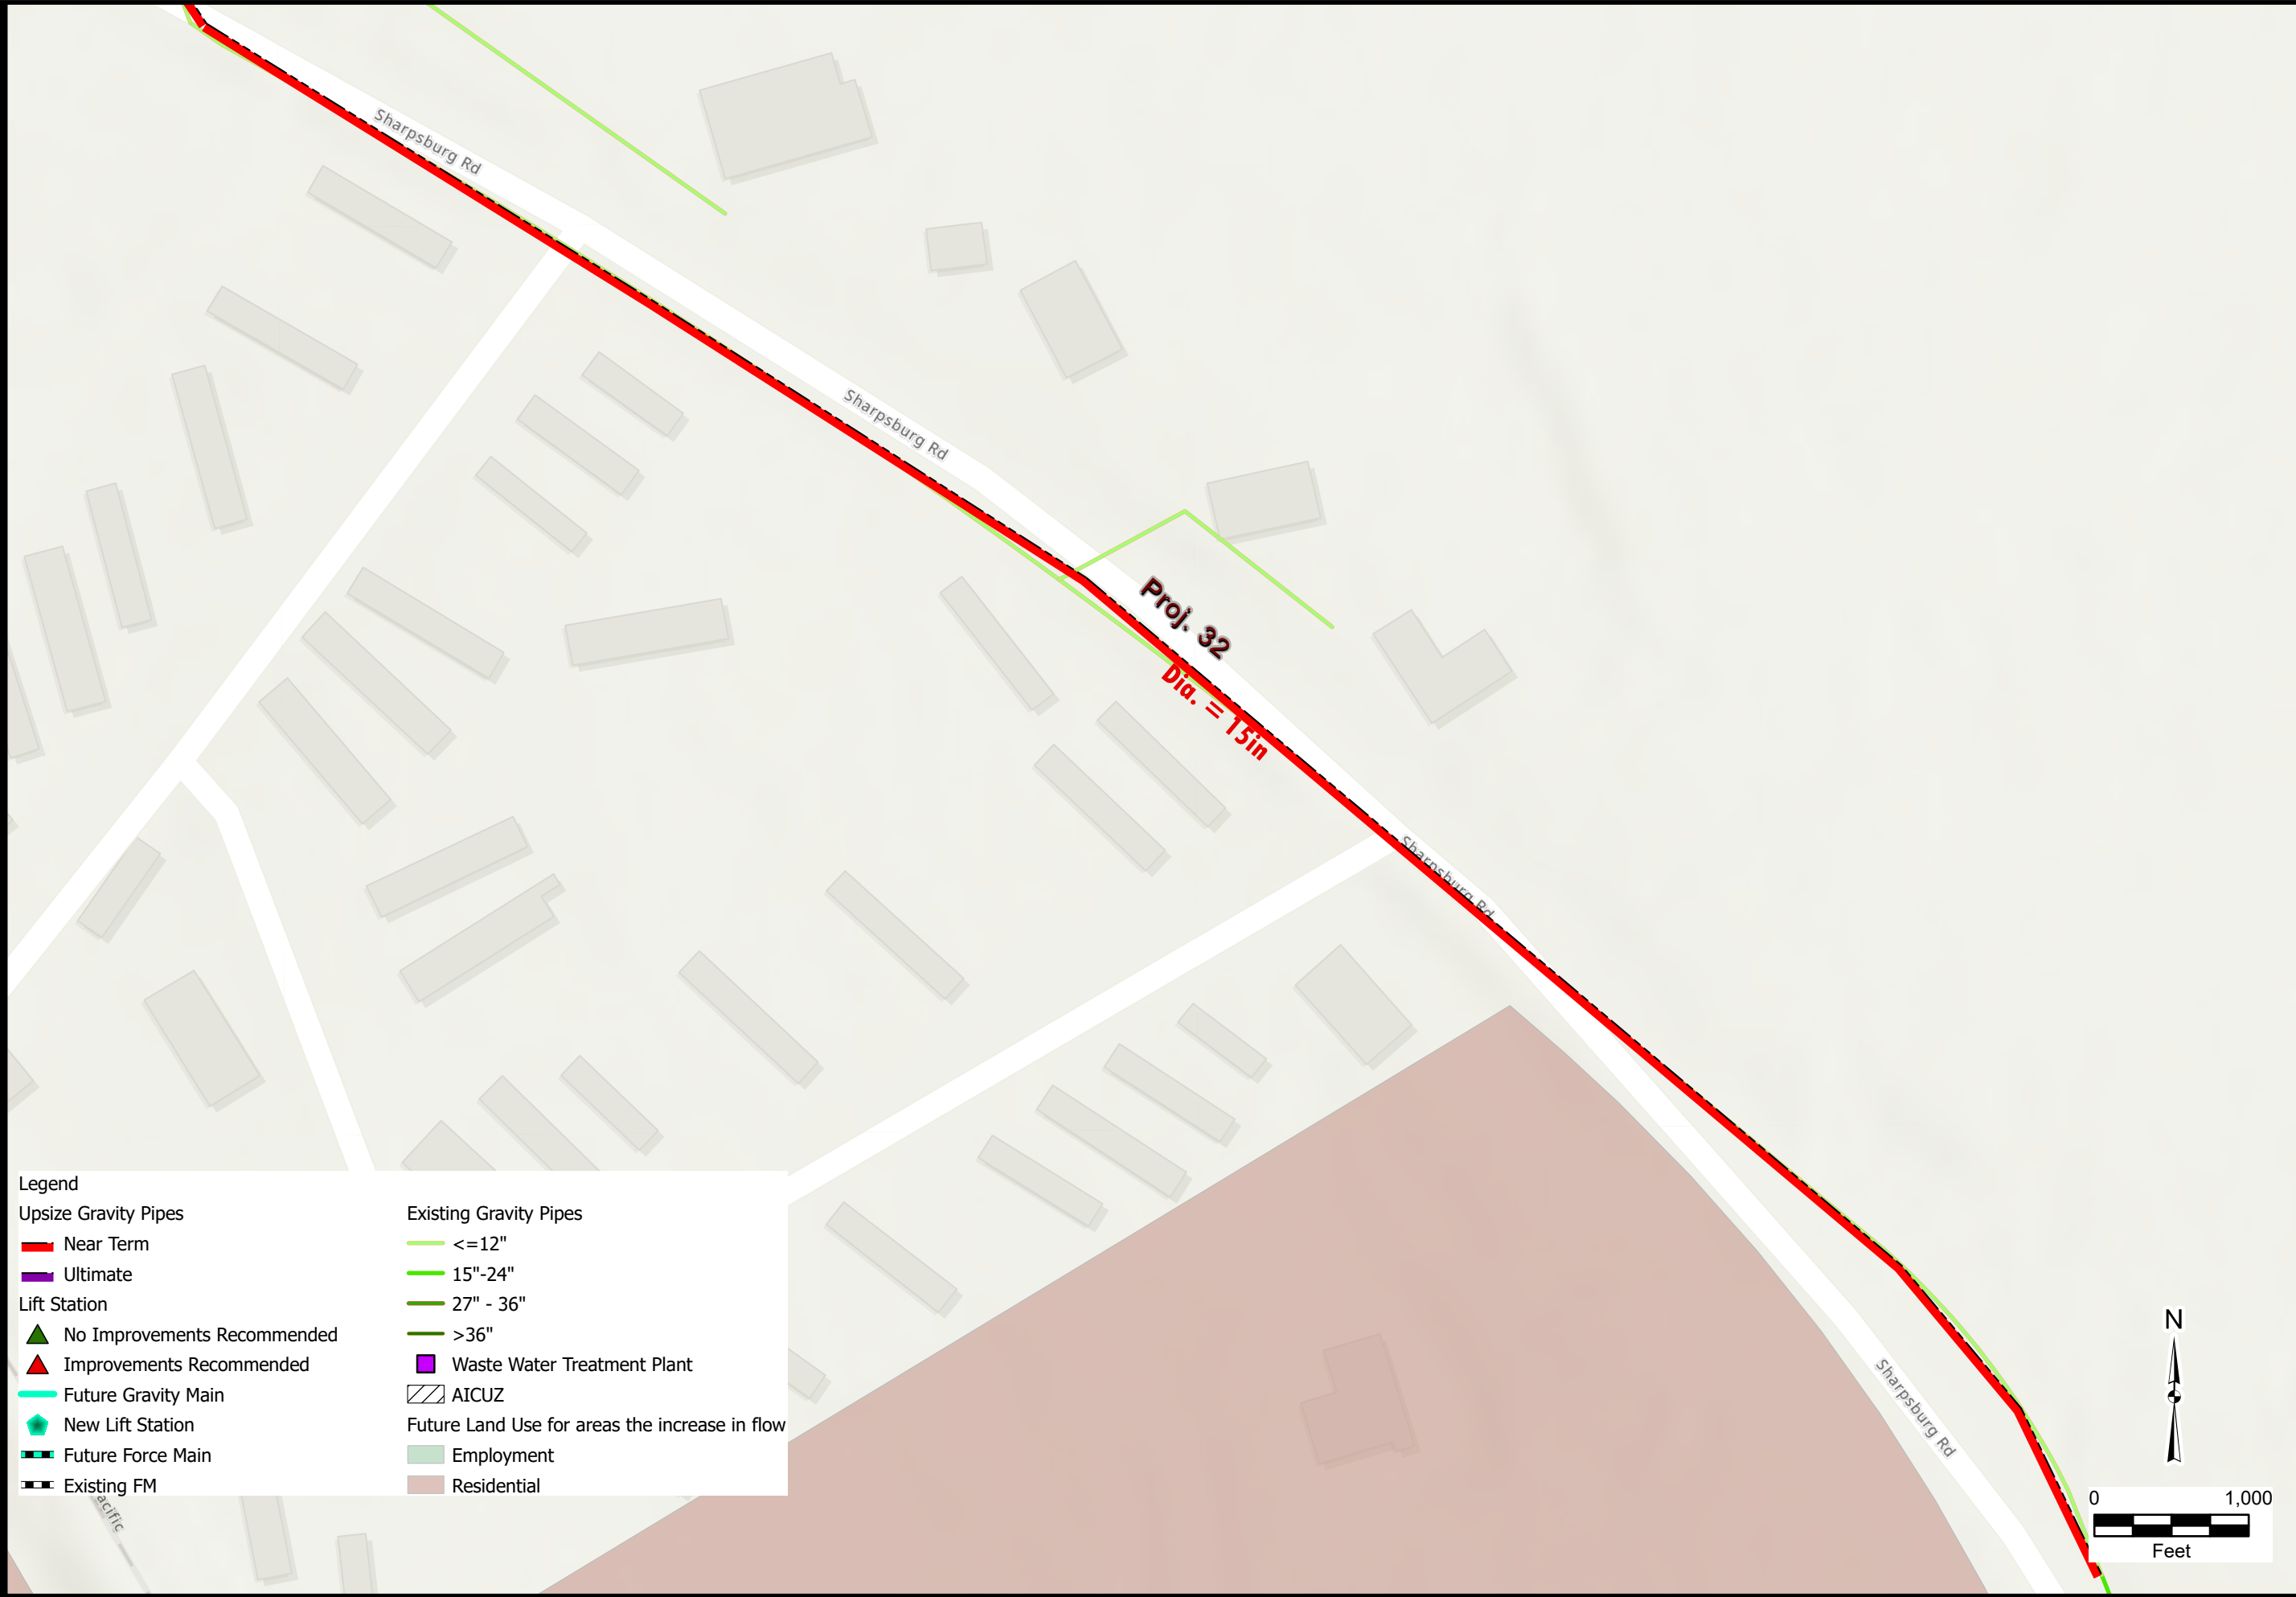 Sharpsburg Rd
Sharpsburg Rd
Proj. 32
Dia. = 15in
Sharpsburg Rd
Sharpsburg Rd
Legend
Upsize Gravity Pipes
Near Term
Ultimate
Lift Station
No Improvements Recommended
Improvements Recommended
Future Gravity Main
New Lift Station
Future Force Main
Existing FM
Existing Gravity Pipes
<=12"
15"-24"
27" - 36"
>36"
Waste Water Treatment Plant
AICUZ
Future Land Use for areas the increase in flow
Employment
Residential
acific
N
0 1,000
Feet